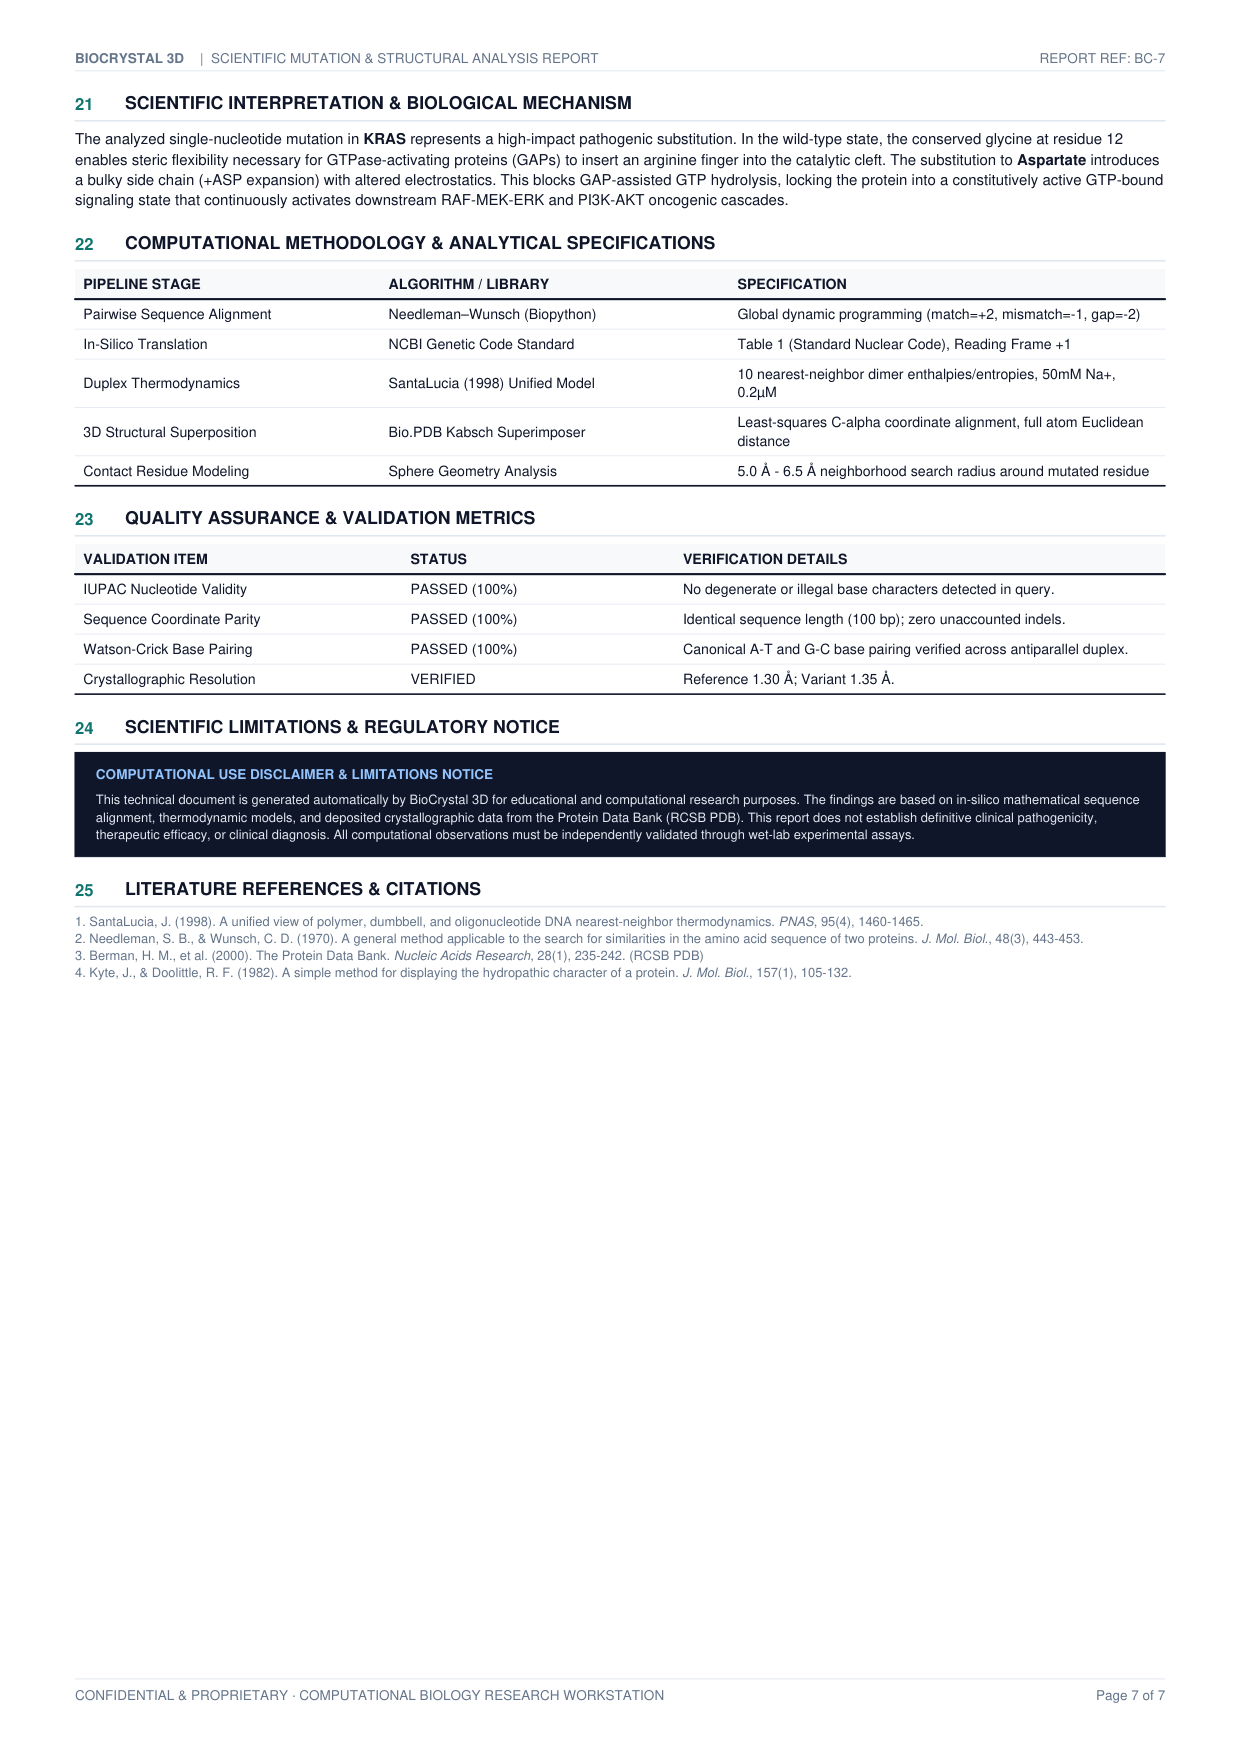 BIOCRYSTAL 3D | SCIENTIFIC MUTATION & STRUCTURAL ANALYSIS REPORT REPORT REF: BC-7
21 SCIENTIFIC INTERPRETATION & BIOLOGICAL MECHANISM
The analyzed single-nucleotide mutation in KRAS represents a high-impact pathogenic substitution. In the wild-type state, the conserved glycine at residue 12
enables steric flexibility necessary for GTPase-activating proteins (GAPs) to insert an arginine finger into the catalytic cleft. The substitution to Aspartate introduces
a bulky side chain (+ASP expansion) with altered electrostatics. This blocks GAP-assisted GTP hydrolysis, locking the protein into a constitutively active GTP-bound
signaling state that continuously activates downstream RAF-MEK-ERK and PI3K-AKT oncogenic cascades.
22 COMPUTATIONAL METHODOLOGY & ANALYTICAL SPECIFICATIONS
PIPELINE STAGE ALGORITHM / LIBRARY SPECIFICATION
Pairwise Sequence Alignment Needleman–Wunsch (Biopython) Global dynamic programming (match=+2, mismatch=-1, gap=-2)
In-Silico Translation NCBI Genetic Code Standard Table 1 (Standard Nuclear Code), Reading Frame +1
Duplex Thermodynamics SantaLucia (1998) Unified Model 10 nearest-neighbor dimer enthalpies/entropies, 50mM Na+,
0.2µM
3D Structural Superposition Bio.PDB Kabsch Superimposer Least-squares C-alpha coordinate alignment, full atom Euclidean
distance
Contact Residue Modeling Sphere Geometry Analysis 5.0 Å - 6.5 Å neighborhood search radius around mutated residue
23 QUALITY ASSURANCE & VALIDATION METRICS
VALIDATION ITEM STATUS VERIFICATION DETAILS
IUPAC Nucleotide Validity PASSED (100%) No degenerate or illegal base characters detected in query.
Sequence Coordinate Parity PASSED (100%) Identical sequence length (100 bp); zero unaccounted indels.
Watson-Crick Base Pairing PASSED (100%) Canonical A-T and G-C base pairing verified across antiparallel duplex.
Crystallographic Resolution VERIFIED Reference 1.30 Å; Variant 1.35 Å.
24 SCIENTIFIC LIMITATIONS & REGULATORY NOTICE
COMPUTATIONAL USE DISCLAIMER & LIMITATIONS NOTICE
This technical document is generated automatically by BioCrystal 3D for educational and computational research purposes. The findings are based on in-silico mathematical sequence
alignment, thermodynamic models, and deposited crystallographic data from the Protein Data Bank (RCSB PDB). This report does not establish definitive clinical pathogenicity,
therapeutic efficacy, or clinical diagnosis. All computational observations must be independently validated through wet-lab experimental assays.
25 LITERATURE REFERENCES & CITATIONS
1. SantaLucia, J. (1998). A unified view of polymer, dumbbell, and oligonucleotide DNA nearest-neighbor thermodynamics. PNAS, 95(4), 1460-1465.
2. Needleman, S. B., & Wunsch, C. D. (1970). A general method applicable to the search for similarities in the amino acid sequence of two proteins. J. Mol. Biol., 48(3), 443-453.
3. Berman, H. M., et al. (2000). The Protein Data Bank. Nucleic Acids Research, 28(1), 235-242. (RCSB PDB)
4. Kyte, J., & Doolittle, R. F. (1982). A simple method for displaying the hydropathic character of a protein. J. Mol. Biol., 157(1), 105-132.
CONFIDENTIAL & PROPRIETARY · COMPUTATIONAL BIOLOGY RESEARCH WORKSTATION Page 7 of 7